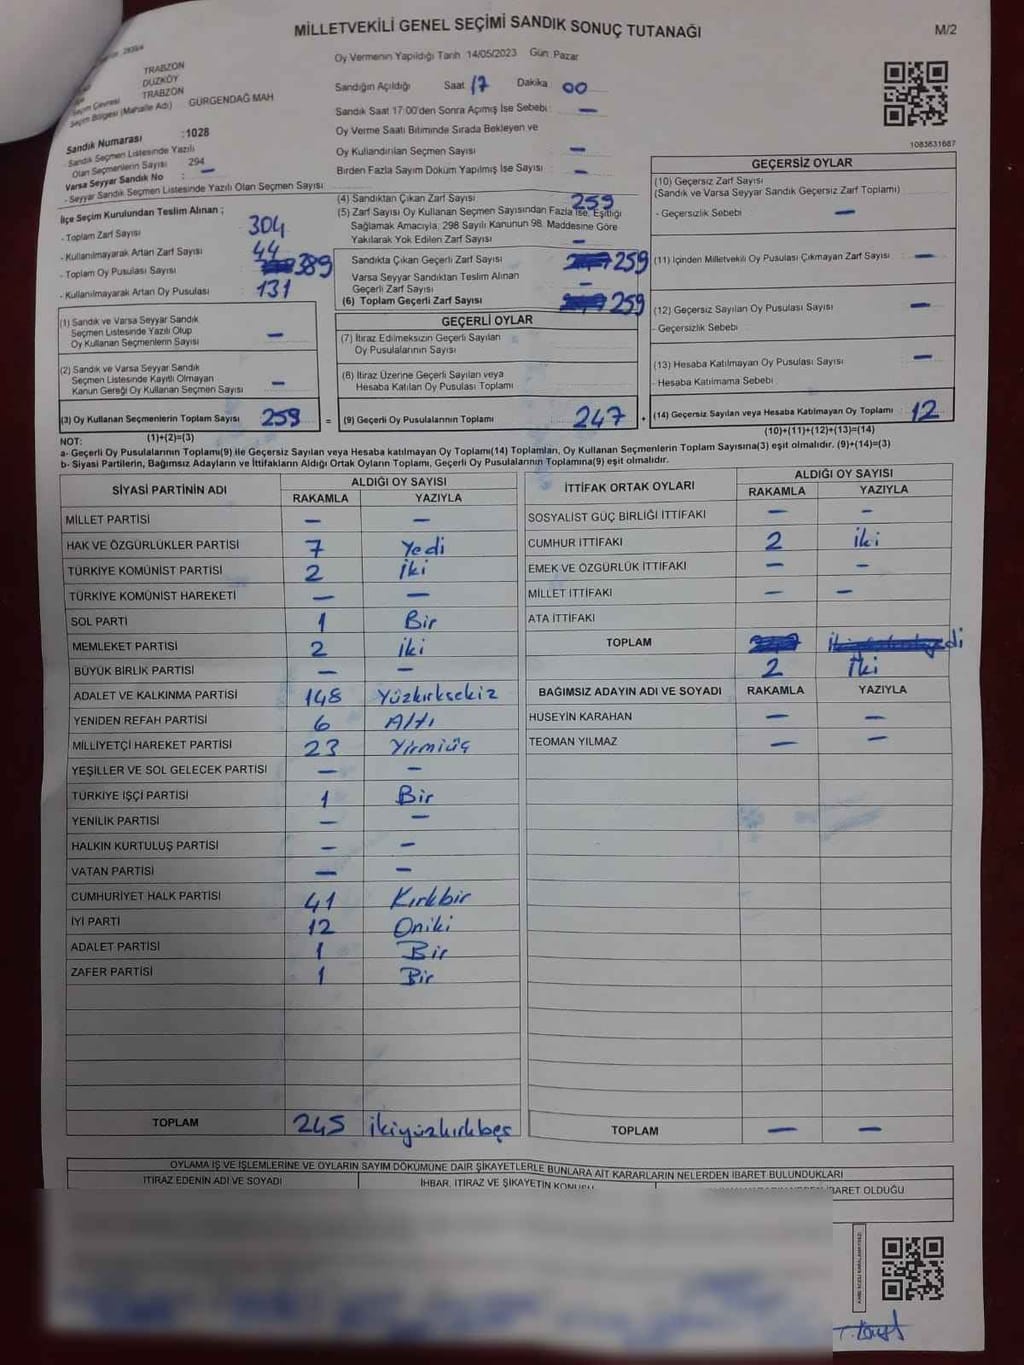 MİLLETVEKİLİ GENEL SEÇİMİ SANDIK SONUÇ TUTANAĞI
M/2
TRABZON
DÜZKÖY
Seçim Çevresi TRABZON
Seçim Bölgesi (Mahalle Adı) GÜRGENDAĞ MAH
Oy Vermenin Yapıldığı Tarih 14/05/2023 Gün Pazar
Sandığın Açıldığı Saat 17 Dakika 00
Sandık Saat 17:00'den Sonra Açılmış İse Sebebi : —
Oy Verme Saati Bitiminde Sırada Bekleyen ve
Oy Kullandırılan Seçmen Sayısı —
Birden Fazla Sayım Döküm Yapılmış İse Sayısı : —
1083631687
Sandık Numarası :1028
Sandık Seçmen Listesinde Yazılı
Olan Seçmenlerin Sayısı 294
Varsa Seyyar Sandık No : —
- Seyyar Sandık Seçmen Listesinde Yazılı Olan Seçmen Sayısı :
İlçe Seçim Kurulundan Teslim Alınan ;
- Toplam Zarf Sayısı 304
- Kullanılmayarak Artan Zarf Sayısı 44
- Toplam Oy Pusulası Sayısı 389
- Kullanılmayarak Artan Oy Pusulası 131
(4) Sandıktan Çıkan Zarf Sayısı 259
(5) Zarf Sayısı Oy Kullanan Seçmen Sayısından Fazla İse, Eşitliği
Sağlamak Amacıyla, 298 Sayılı Kanunun 98. Maddesine Göre
Yakılarak Yok Edilen Zarf Sayısı —
Sandıkta Çıkan Geçerli Zarf Sayısı 259
Varsa Seyyar Sandıktan Teslim Alınan
Geçerli Zarf Sayısı —
(6) Toplam Geçerli Zarf Sayısı 259
GEÇERSİZ OYLAR
(10) Geçersiz Zarf Sayısı
(Sandık ve Varsa Seyyar Sandık Geçersiz Zarf Toplamı)
- Geçersizlik Sebebi —
(11) İçinden Milletvekili Oy Pusulası Çıkmayan Zarf Sayısı —
(12) Geçersiz Sayılan Oy Pusulası Sayısı —
- Geçersizlik Sebebi
(13) Hesaba Katılmayan Oy Pusulası Sayısı —
- Hesaba Katılmama Sebebi
(14) Geçersiz Sayılan veya Hesaba Katılmayan Oy Toplamı 12
(10)+(11)+(12)+(13)=(14)
(1) Sandık ve Varsa Seyyar Sandık
Seçmen Listesinde Yazılı Olup
Oy Kullanan Seçmenlerin Sayısı —
(2) Sandık ve Varsa Seyyar Sandık
Seçmen Listesinde Kayıtlı Olmayan
Kanun Gereği Oy Kullanan Seçmen Sayısı —
(3) Oy Kullanan Seçmenlerin Toplam Sayısı 259 =
(1)+(2)=(3)
GEÇERLİ OYLAR
(7) İtiraz Edilmeksizin Geçerli Sayılan
Oy Pusulalarının Sayısı
(8) İtiraz Üzerine Geçerli Sayılan veya
Hesaba Katılan Oy Pusulası Toplamı
(9) Geçerli Oy Pusulalarının Toplamı 247 +
NOT:
a- Geçerli Oy Pusulalarının Toplamı(9) ile Geçersiz Sayılan veya Hesaba katılmayan Oy Toplamı(14) Toplamları, Oy Kullanan Seçmenlerin Toplam Sayısına(3) eşit olmalıdır. (9)+(14)=(3)
b- Siyasi Partilerin, Bağımsız Adayların ve İttifakların Aldığı Ortak Oyların Toplamı, Geçerli Oy Pusulalarının Toplamına(9) eşit olmalıdır.
SİYASİ PARTİNİN ADI ALDIĞI OY SAYISI
RAKAMLA YAZIYLA
MİLLET PARTİSİ — —
HAK VE ÖZGÜRLÜKLER PARTİSİ 7 Yedi
TÜRKİYE KOMÜNİST PARTİSİ 2 İki
TÜRKİYE KOMÜNİST HAREKETİ — —
SOL PARTİ 1 Bir
MEMLEKET PARTİSİ 2 iki
BÜYÜK BİRLİK PARTİSİ — —
ADALET VE KALKINMA PARTİSİ 148 Yüzkırksekiz
YENİDEN REFAH PARTİSİ 6 Altı
MİLLİYETÇİ HAREKET PARTİSİ 23 Yirmiüç
YEŞİLLER VE SOL GELECEK PARTİSİ — —
TÜRKİYE İŞÇİ PARTİSİ 1 Bir
YENİLİK PARTİSİ — —
HALKIN KURTULUŞ PARTİSİ — —
VATAN PARTİSİ — —
CUMHURİYET HALK PARTİSİ 41 Kırkbir
İYİ PARTİ 12 Oniki
ADALET PARTİSİ 1 Bir
ZAFER PARTİSİ 1 Bir
TOPLAM 245 ikiyüzkırkbeş
İTTİFAK ORTAK OYLARI ALDIĞI OY SAYISI
RAKAMLA YAZIYLA
SOSYALİST GÜÇ BİRLİĞİ İTTİFAKI — —
CUMHUR İTTİFAKI 2 iki
EMEK VE ÖZGÜRLÜK İTTİFAKI — —
MİLLET İTTİFAKI — —
ATA İTTİFAKI
TOPLAM
2 İki
BAĞIMSIZ ADAYIN ADI VE SOYADI RAKAMLA YAZIYLA
HÜSEYİN KARAHAN — —
TEOMAN YILMAZ — —
TOPLAM — —
OYLAMA İŞ VE İŞLEMLERİNE VE OYLARIN SAYIM DÖKÜMÜNE DAİR ŞİKAYETLERLE BUNLARA AİT KARARLARIN NELERDEN İBARET BULUNDUKLARI
İTİRAZ EDENİN ADI VE SOYADI İHBAR, İTİRAZ VE ŞİKAYETİN KONUSU İBARET OLDUĞU